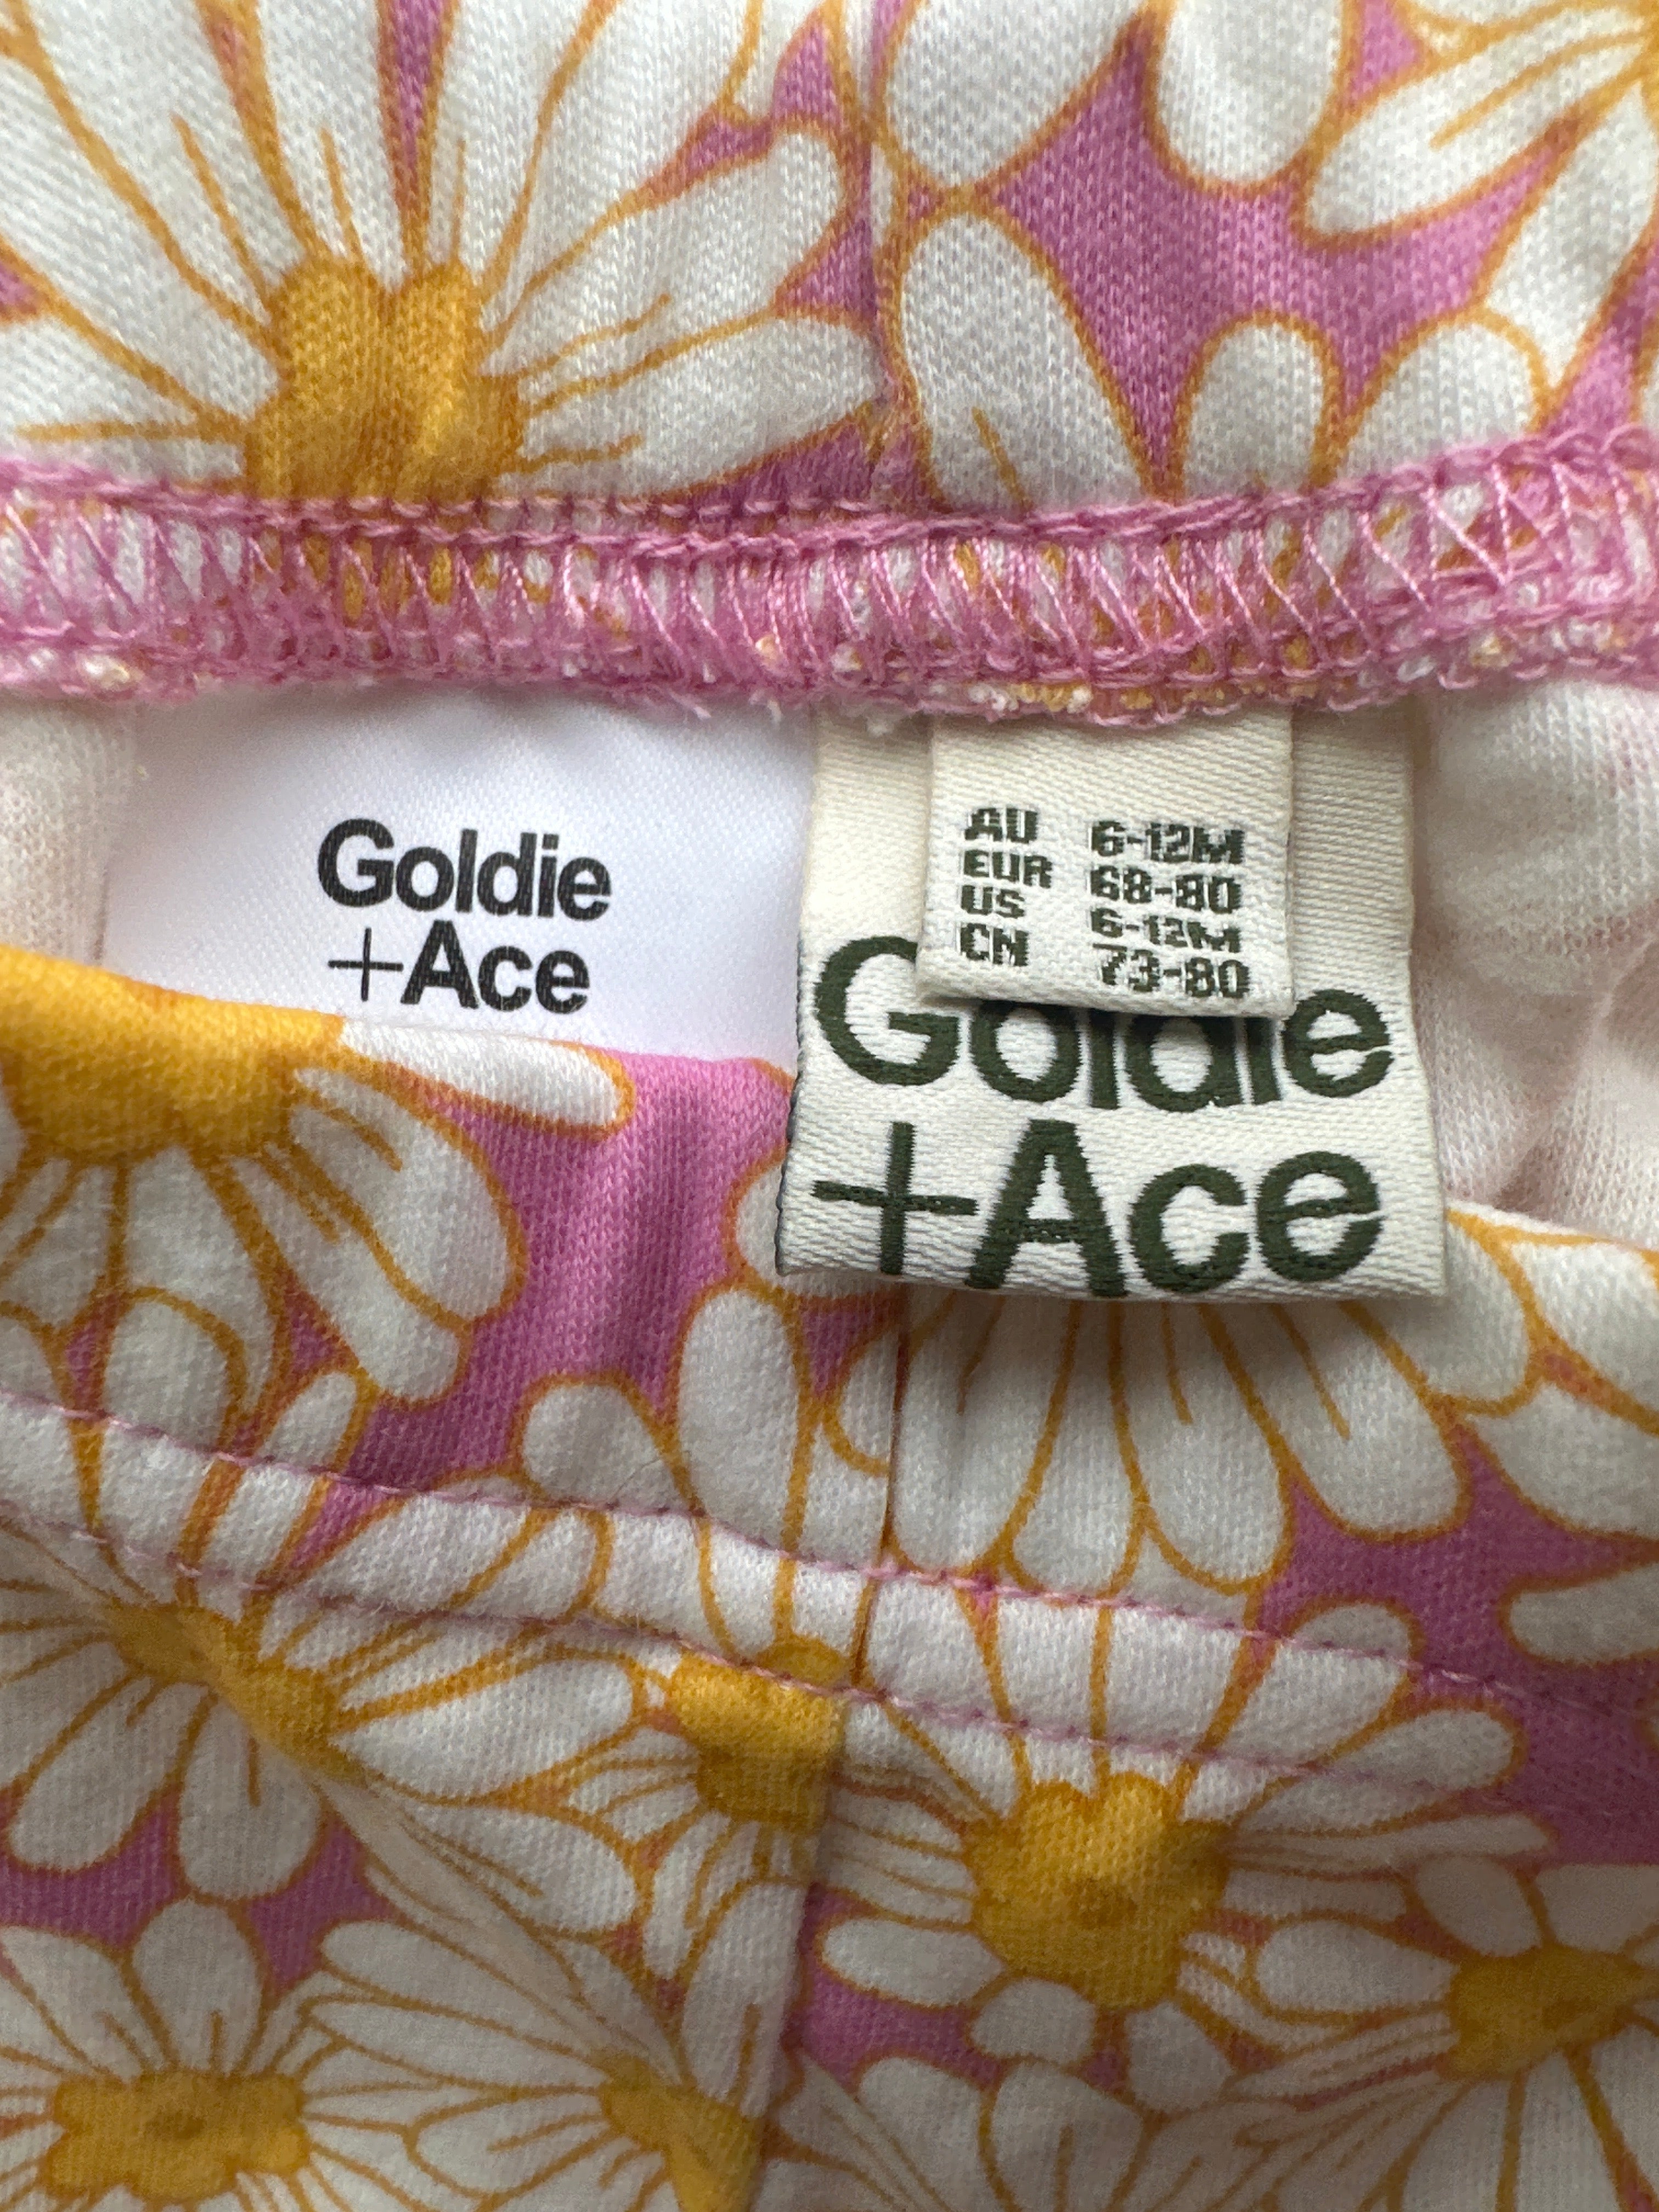 Goldie
+Ace
AU 6-12M
EUR 68-80
US 6-12M
CN 73-80
Goldie
+Ace